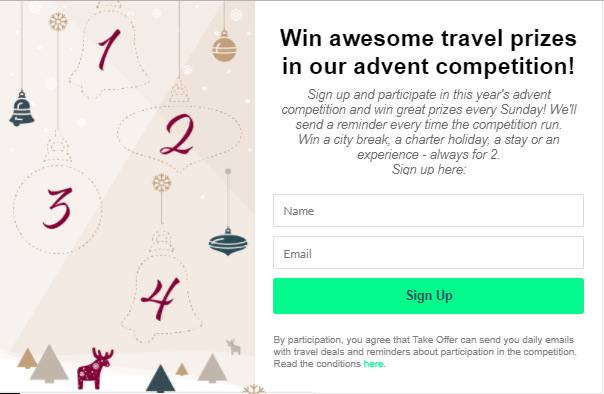 1
2
3
4
Win awesome travel prizes
in our advent competition!
Sign up and participate in this year's advent
competition and win great prizes every Sunday! We'll
send a reminder every time the competition run.
Win a city break, a charter holiday, a stay or an
experience - always for 2.
Sign up here:
Name
Email
Sign Up
By participation, you agree that Take Offer can send you daily emails
with travel deals and reminders about participation in the competition.
Read the conditions here.